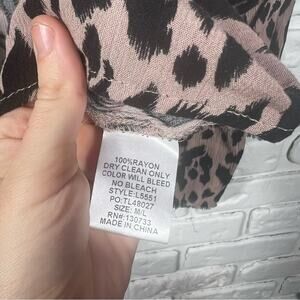 100%RAYON
DRY CLEAN ONLY
COLOR WILL BLEED
NO BLEACH
STYLE:L5551
PO:TL48027
SIZE: M/L
RN#:130733
MADE IN CHINA